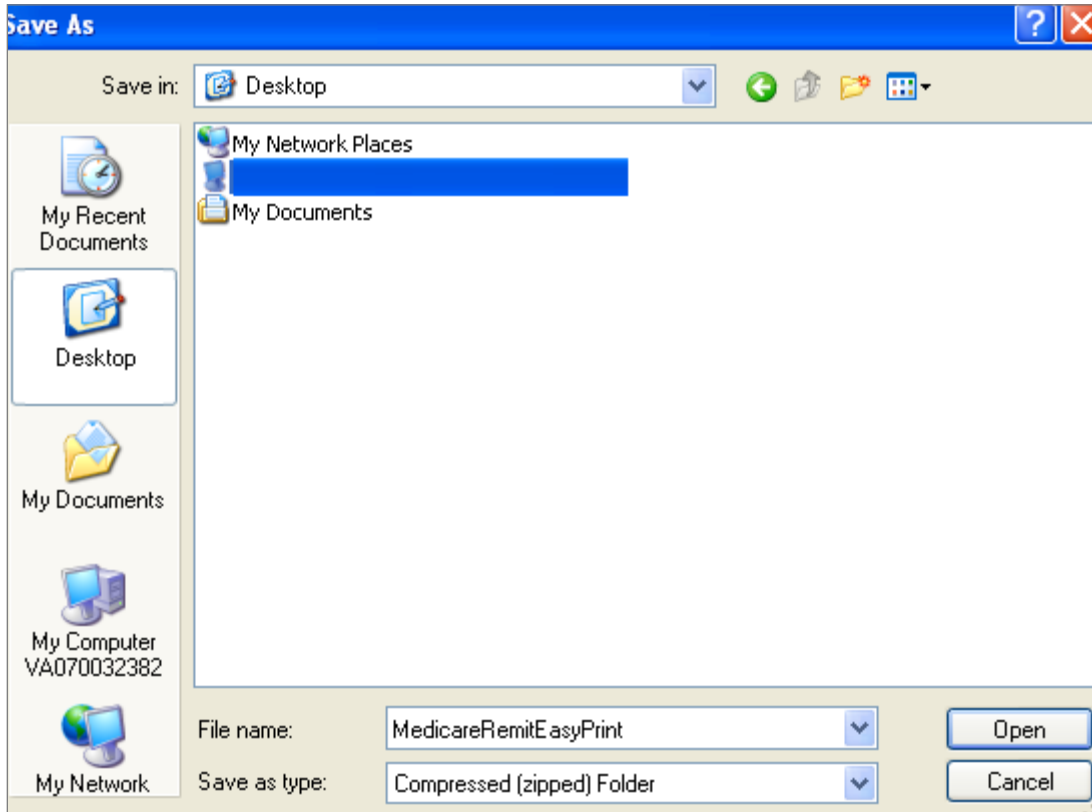 Save As
Save in: Desktop
My Network Places
My Documents
My Recent
Documents
Desktop
My Documents
My Computer
VA070032382
My Network
File name: MedicareRemitEasyPrint Open
Save as type: Compressed (zipped) Folder Cancel